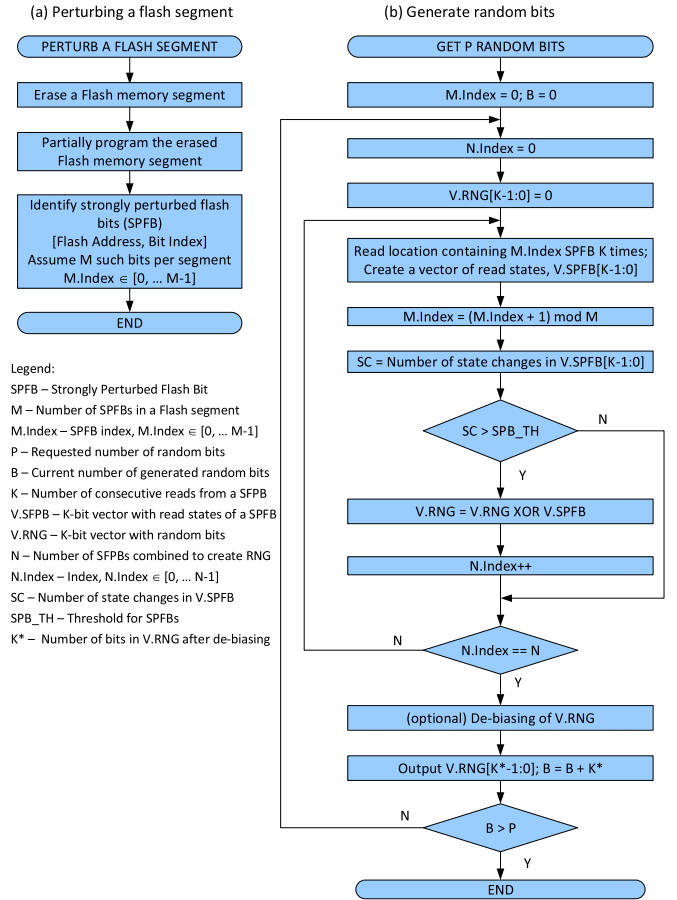 (a) Perturbing a flash segment
PERTURB A FLASH SEGMENT
Erase a Flash memory segment
Partially program the erased
Flash memory segment
Identify strongly perturbed flash
bits (SPFB)
[Flash Address, Bit Index]
Assume M such bits per segment
M.Index ∈ [0, … M-1]
END
Legend:
SPFB – Strongly Perturbed Flash Bit
M – Number of SPFBs in a Flash segment
M.Index – SPFB index, M.Index ∈ [0, … M-1]
P – Requested number of random bits
B – Current number of generated random bits
K – Number of consecutive reads from a SFPB
V.SFPB – K-bit vector with read states of a SPFB
V.RNG – K-bit vector with random bits
N – Number of SFPBs combined to create RNG
N.Index – Index, N.Index ∈ [0, … N-1]
SC – Number of state changes in V.SPFB
SPB_TH – Threshold for SPFBs
K* – Number of bits in V.RNG after de-biasing
(b) Generate random bits
GET P RANDOM BITS
M.Index = 0; B = 0
N.Index = 0
V.RNG[K-1:0] = 0
Read location containing M.Index SPFB K times;
Create a vector of read states, V.SPFB[K-1:0]
M.Index = (M.Index + 1) mod M
SC = Number of state changes in V.SPFB[K-1:0]
SC > SPB_TH
N
Y
V.RNG = V.RNG XOR V.SPFB
N.Index++
N.Index == N
N
Y
(optional) De-biasing of V.RNG
Output V.RNG[K*-1:0]; B = B + K*
B > P
N
Y
END